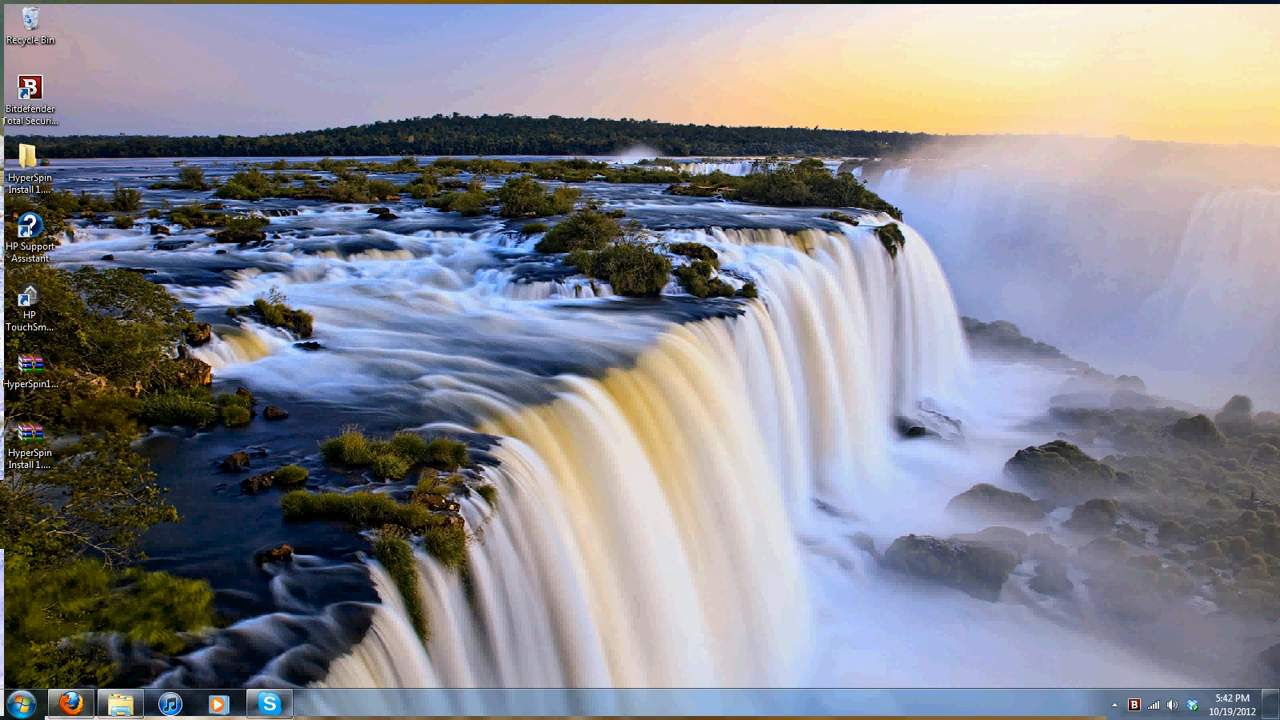 Recycle Bin
Bitdefender
Total Securi...
HyperSpin
Install 1....
HP Support
Assistant
HP
TouchSm...
HyperSpin1...
HyperSpin
Install 1....
5:42 PM
10/19/2012